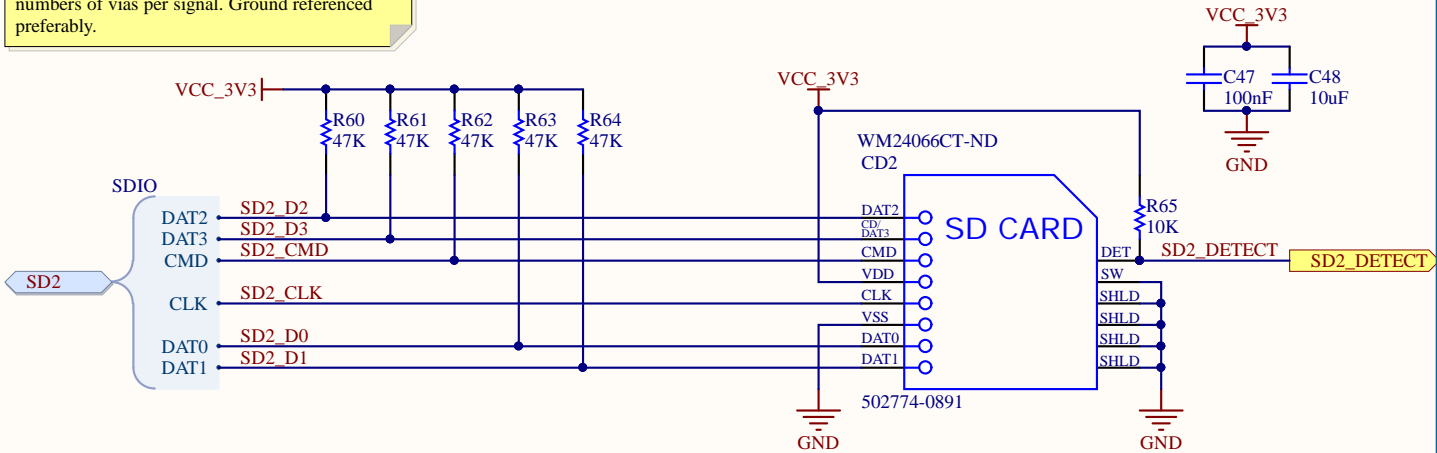 numbers of vias per signal. Ground referenced
preferably.
VCC_3V3
R60
47K
R61
47K
R62
47K
R63
47K
R64
47K
VCC_3V3
VCC_3V3
C47
100nF
C48
10uF
GND
WM24066CT-ND
CD2
SDIO
SD2
DAT2
DAT3
CMD
CLK
DAT0
DAT1
SD2_D2
SD2_D3
SD2_CMD
SD2_CLK
SD2_D0
SD2_D1
DAT2
CD/
DAT3
CMD
VDD
CLK
VSS
DAT0
DAT1
SD CARD
DET
SW
SHLD
SHLD
SHLD
SHLD
R65
10K
SD2_DETECT
SD2_DETECT
502774-0891
GND
GND